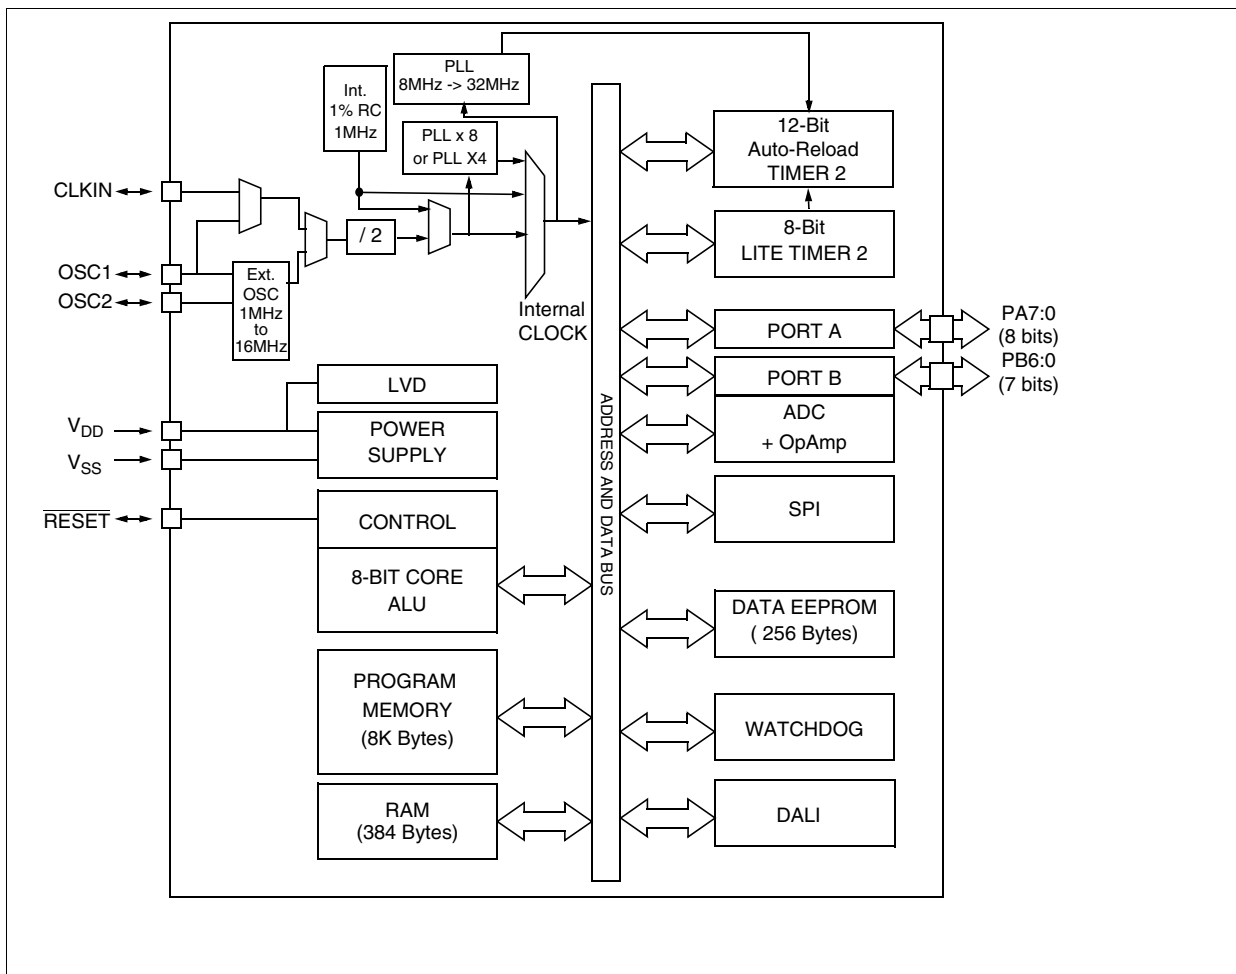 PLL
8MHz -> 32MHz
Int.
1% RC
1MHz
PLL x 8
or PLL X4
12-Bit
Auto-Reload
TIMER 2
CLKIN
/ 2
8-Bit
LITE TIMER 2
OSC1
OSC2
Ext.
OSC
1MHz
to
16MHz
Internal
CLOCK
PORT A
PA7:0
(8 bits)
PORT B
PB6:0
(7 bits)
LVD
ADC
+ OpAmp
VDD
VSS
POWER
SUPPLY
ADDRESS AND DATA BUS
RESET
CONTROL
SPI
8-BIT CORE
ALU
DATA EEPROM
( 256 Bytes)
PROGRAM
MEMORY
(8K Bytes)
WATCHDOG
RAM
(384 Bytes)
DALI